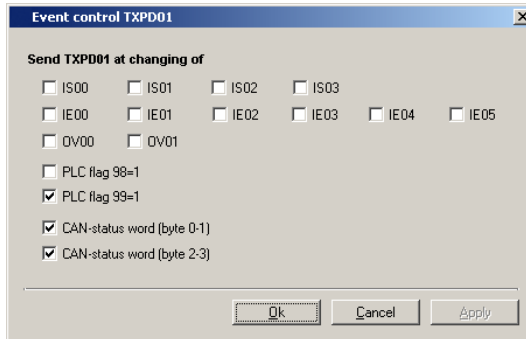 Event control TXPD01
Send TXPD01 at changing of
IS00 IS01 IS02 IS03
IE00 IE01 IE02 IE03 IE04 IE05
OV00 OV01
PLC flag 98=1
PLC flag 99=1
CAN-status word (byte 0-1)
CAN-status word (byte 2-3)
Ok Cancel Apply